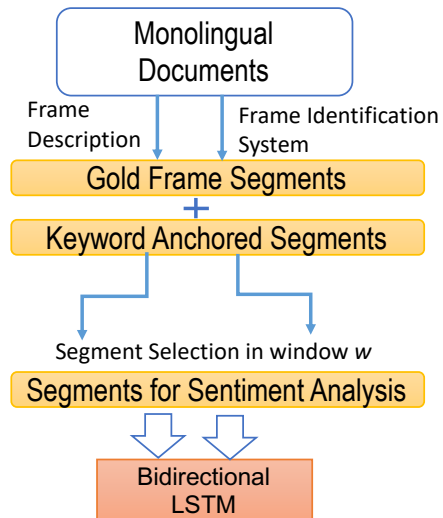 Monolingual
Documents
Frame
Description
Frame Identification
System
Gold Frame Segments
+
Keyword Anchored Segments
Segment Selection in window w
Segments for Sentiment Analysis
Bidirectional
LSTM